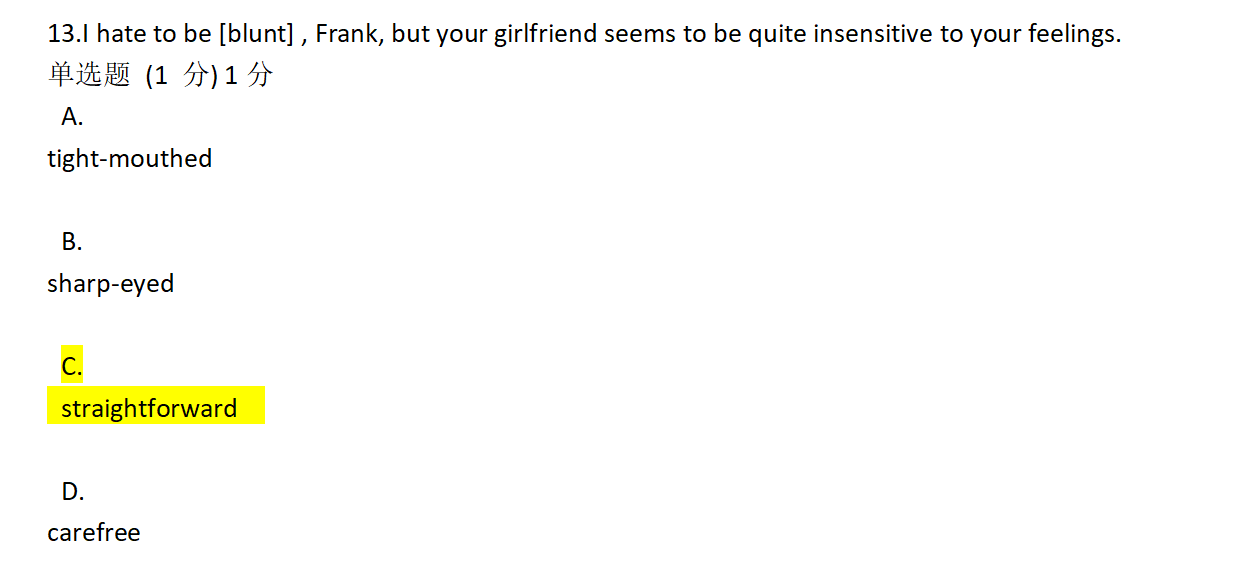 13.I hate to be [blunt] , Frank, but your girlfriend seems to be quite insensitive to your feelings.
单选题 (1 分) 1 分
A.
tight-mouthed
B.
sharp-eyed
C.
straightforward
D.
carefree